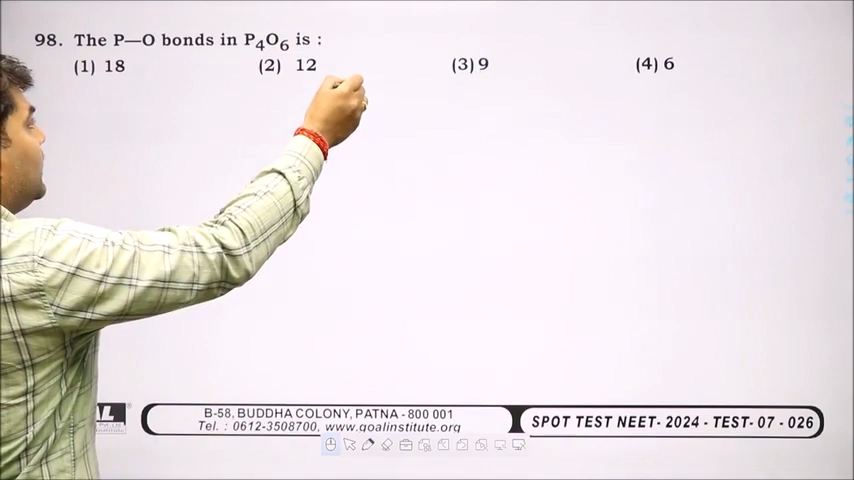 98. The P—O bonds in P₄O₆ is :
(1) 18 (2) 12 (3) 9 (4) 6
AL
B-58, BUDDHA COLONY, PATNA - 800 001
Tel. : 0612-3508700, www.goalinstitute.org
SPOT TEST NEET- 2024 - TEST- 07 - 026